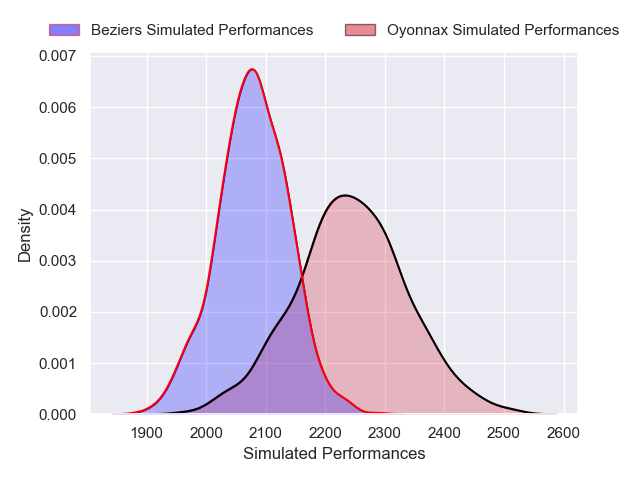 Beziers Simulated Performances
Oyonnax Simulated Performances
0.007
0.006
0.005
0.004
0.003
0.002
0.001
0.000
Density
1900 2000 2100 2200 2300 2400 2500 2600
Simulated Performances